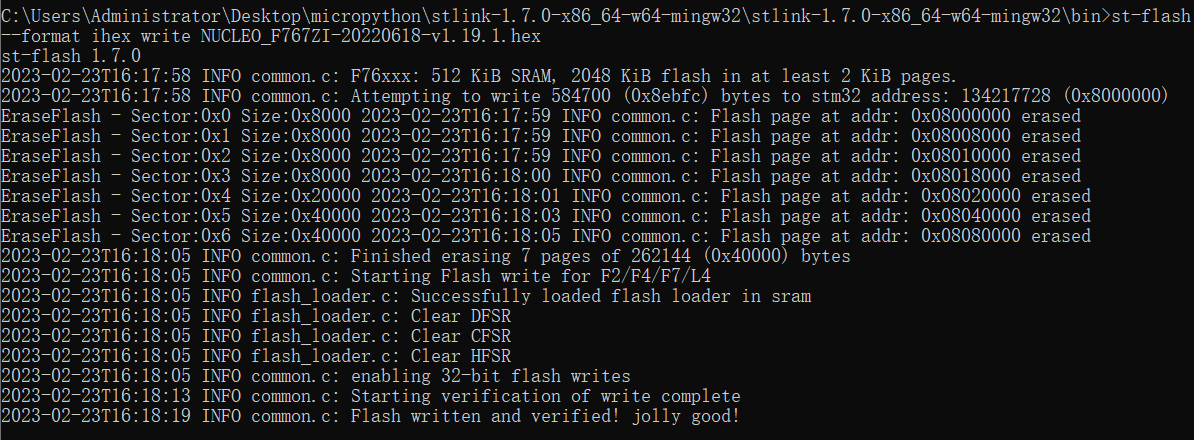 C:\Users\Administrator\Desktop\micropython\stlink-1.7.0-x86_64-w64-mingw32\stlink-1.7.0-x86_64-w64-mingw32\bin>st-flash
--format ihex write NUCLEO_F767ZI-20220618-v1.19.1.hex
st-flash 1.7.0
2023-02-23T16:17:58 INFO common.c: F76xxx: 512 KiB SRAM, 2048 KiB flash in at least 2 KiB pages.
2023-02-23T16:17:58 INFO common.c: Attempting to write 584700 (0x8ebfc) bytes to stm32 address: 134217728 (0x8000000)
EraseFlash - Sector:0x0 Size:0x8000 2023-02-23T16:17:59 INFO common.c: Flash page at addr: 0x08000000 erased
EraseFlash - Sector:0x1 Size:0x8000 2023-02-23T16:17:59 INFO common.c: Flash page at addr: 0x08008000 erased
EraseFlash - Sector:0x2 Size:0x8000 2023-02-23T16:17:59 INFO common.c: Flash page at addr: 0x08010000 erased
EraseFlash - Sector:0x3 Size:0x8000 2023-02-23T16:18:00 INFO common.c: Flash page at addr: 0x08018000 erased
EraseFlash - Sector:0x4 Size:0x20000 2023-02-23T16:18:01 INFO common.c: Flash page at addr: 0x08020000 erased
EraseFlash - Sector:0x5 Size:0x40000 2023-02-23T16:18:03 INFO common.c: Flash page at addr: 0x08040000 erased
EraseFlash - Sector:0x6 Size:0x40000 2023-02-23T16:18:05 INFO common.c: Flash page at addr: 0x08080000 erased
2023-02-23T16:18:05 INFO common.c: Finished erasing 7 pages of 262144 (0x40000) bytes
2023-02-23T16:18:05 INFO common.c: Starting Flash write for F2/F4/F7/L4
2023-02-23T16:18:05 INFO flash_loader.c: Successfully loaded flash loader in sram
2023-02-23T16:18:05 INFO flash_loader.c: Clear DFSR
2023-02-23T16:18:05 INFO flash_loader.c: Clear CFSR
2023-02-23T16:18:05 INFO flash_loader.c: Clear HFSR
2023-02-23T16:18:05 INFO common.c: enabling 32-bit flash writes
2023-02-23T16:18:13 INFO common.c: Starting verification of write complete
2023-02-23T16:18:19 INFO common.c: Flash written and verified! jolly good!